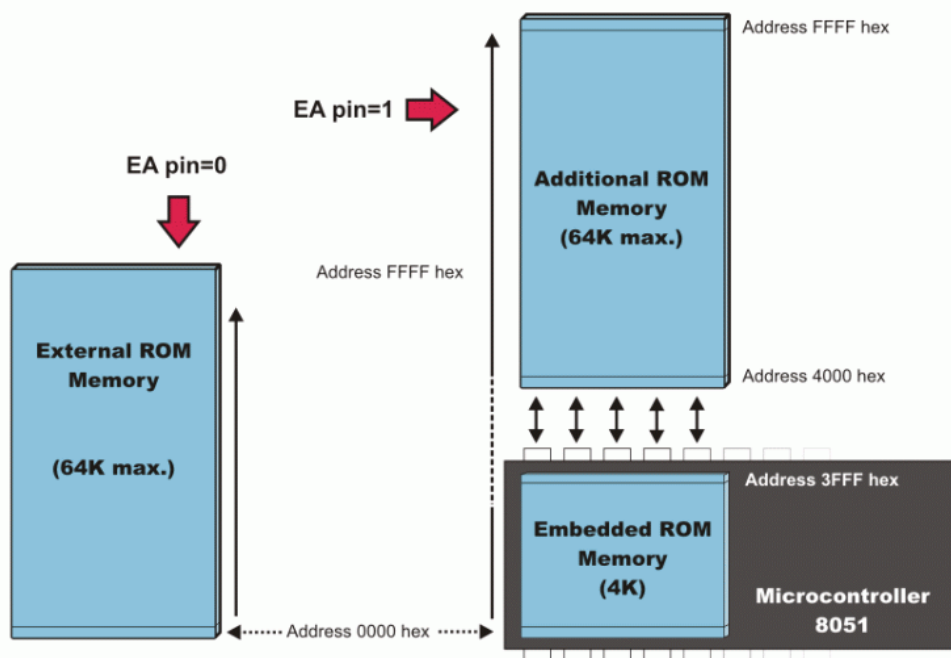 Address FFFF hex
EA pin=1
EA pin=0
Additional ROM
Memory
(64K max.)
Address FFFF hex
External ROM
Memory
(64K max.)
Address 4000 hex
Address 3FFF hex
Embedded ROM
Memory
(4K)
Microcontroller
8051
Address 0000 hex